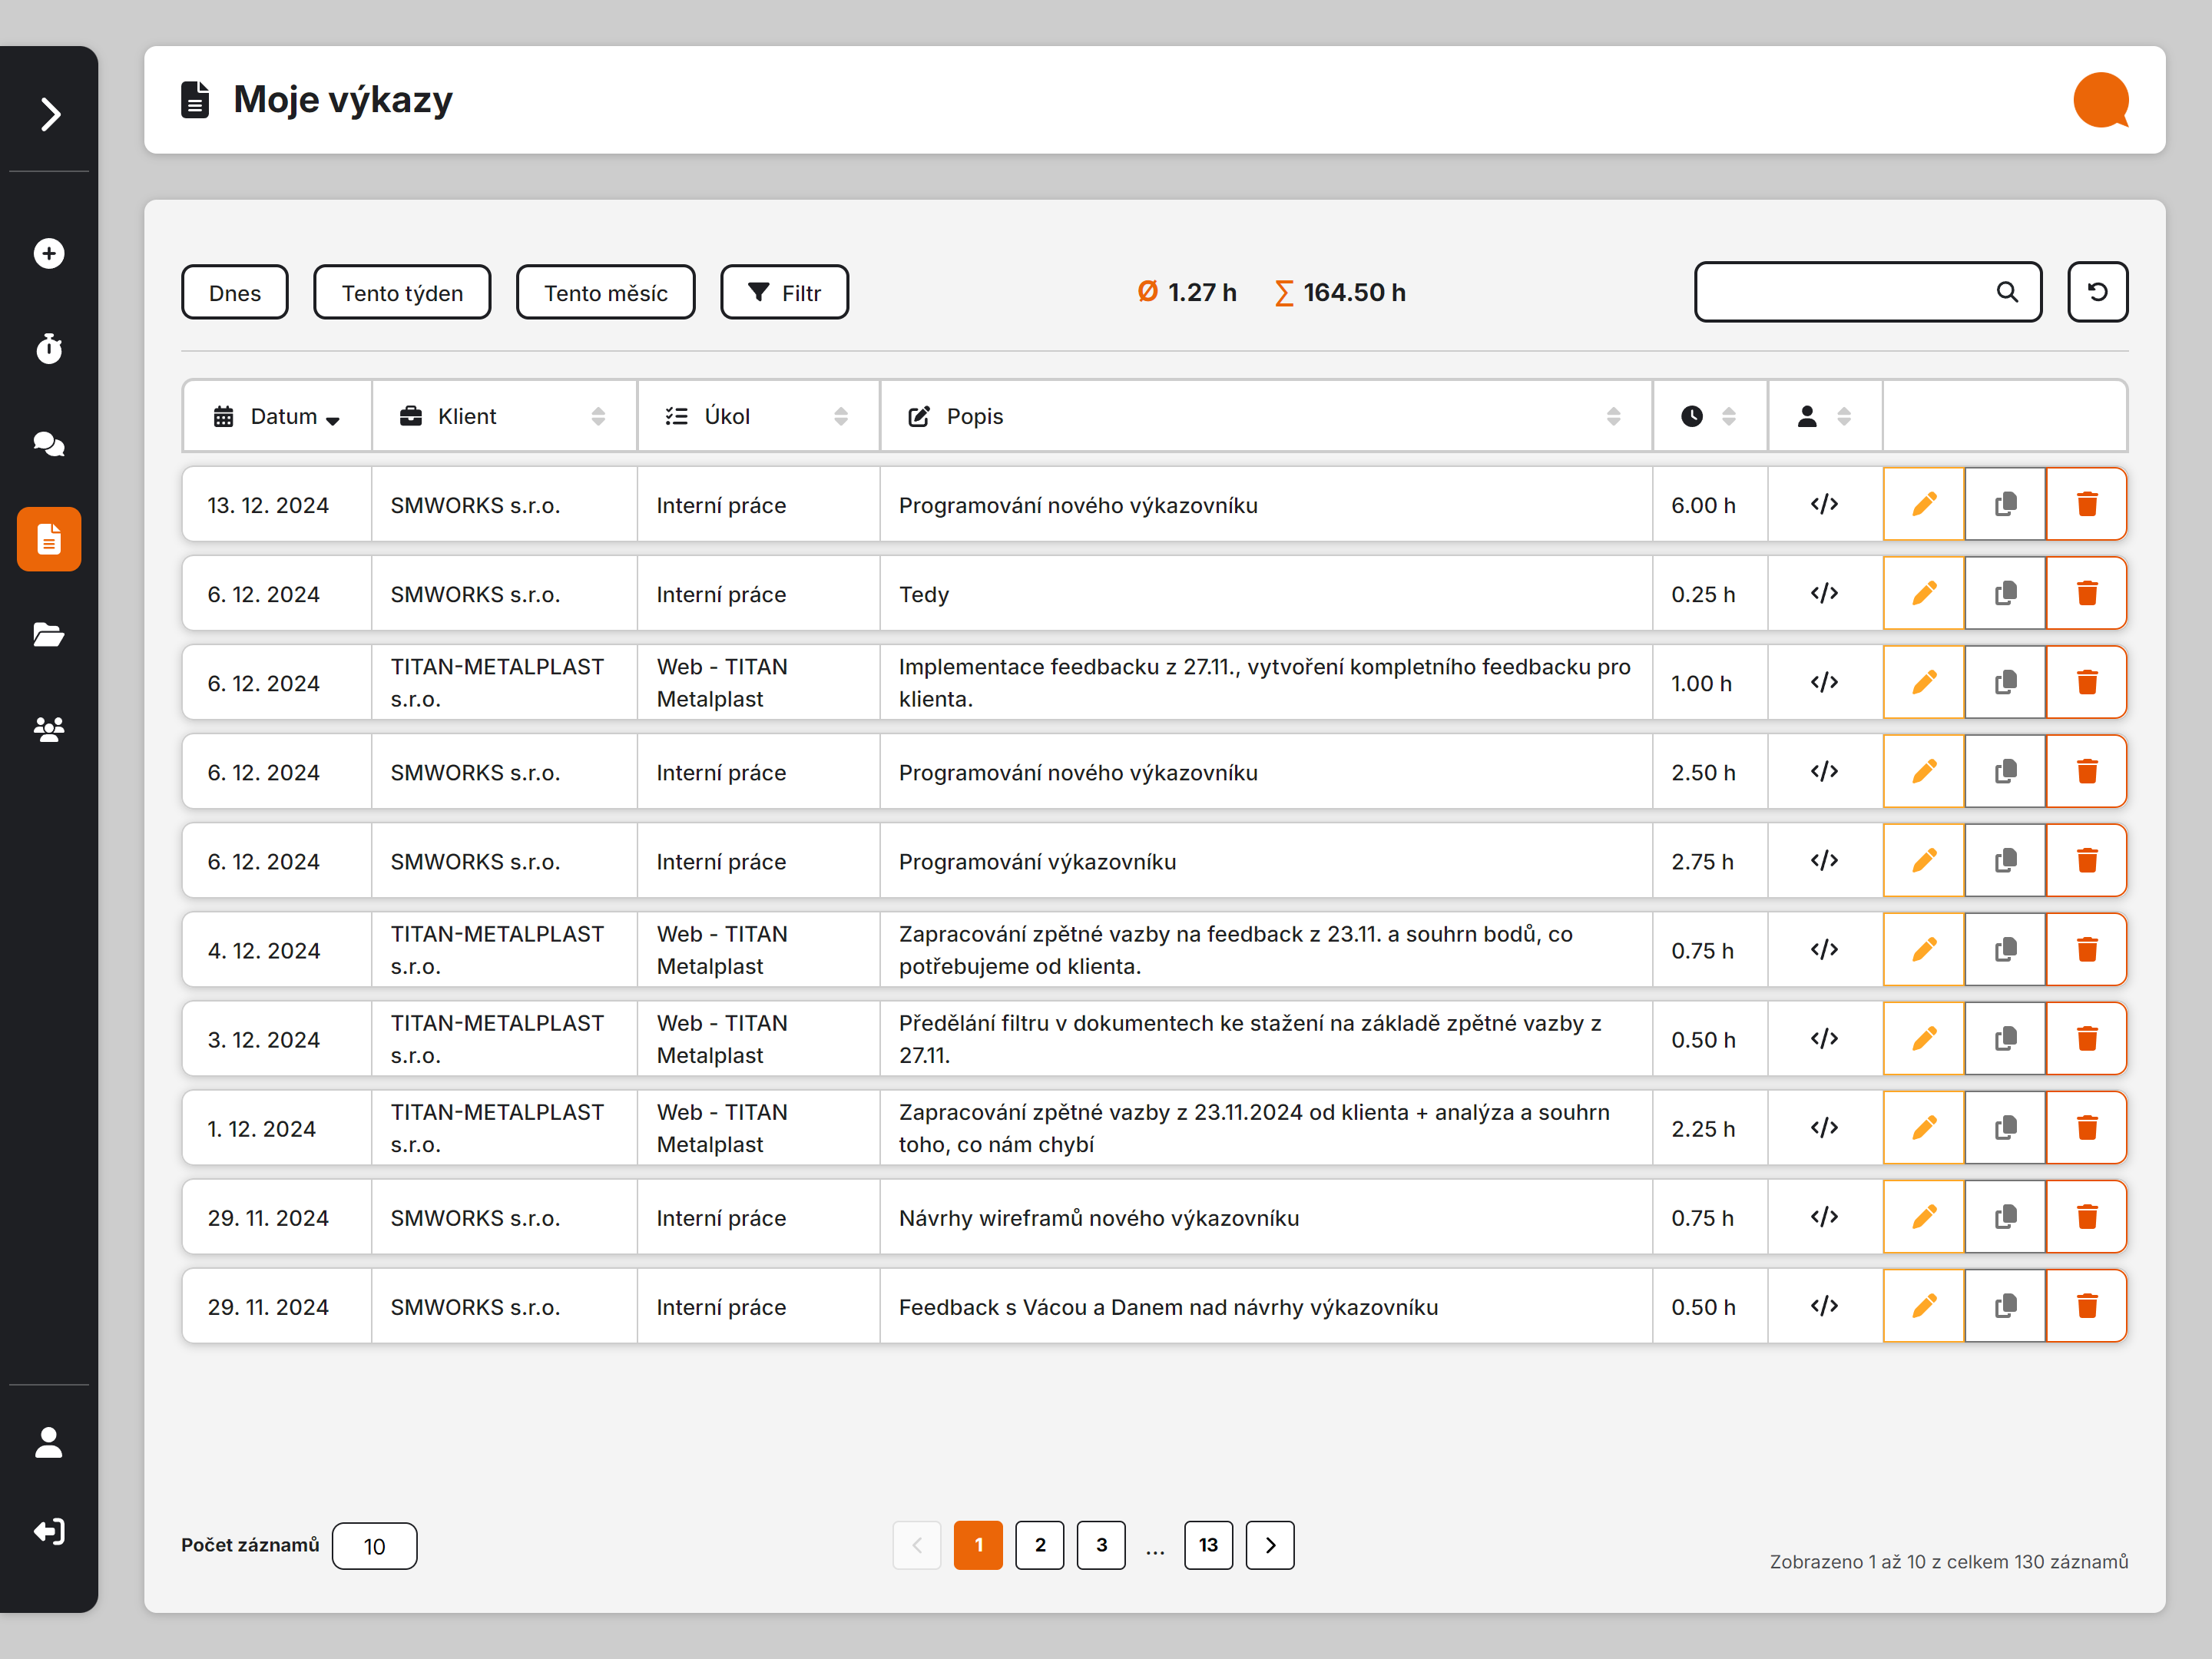 Moje výkazy
Dnes
Tento týden
Tento měsíc
Filtr
Ø 1.27 h
∑ 164.50 h
Datum
Klient
Úkol
Popis
13. 12. 2024
SMWORKS s.r.o.
Interní práce
Programování nového výkazovníku
6.00 h
6. 12. 2024
SMWORKS s.r.o.
Interní práce
Tedy
0.25 h
6. 12. 2024
TITAN-METALPLAST
s.r.o.
Web - TITAN
Metalplast
Implementace feedbacku z 27.11., vytvoření kompletního feedbacku pro
klienta.
1.00 h
6. 12. 2024
SMWORKS s.r.o.
Interní práce
Programování nového výkazovníku
2.50 h
6. 12. 2024
SMWORKS s.r.o.
Interní práce
Programování výkazovníku
2.75 h
4. 12. 2024
TITAN-METALPLAST
s.r.o.
Web - TITAN
Metalplast
Zapracování zpětné vazby na feedback z 23.11. a souhrn bodů, co
potřebujeme od klienta.
0.75 h
3. 12. 2024
TITAN-METALPLAST
s.r.o.
Web - TITAN
Metalplast
Předělání filtru v dokumentech ke stažení na základě zpětné vazby z
27.11.
0.50 h
1. 12. 2024
TITAN-METALPLAST
s.r.o.
Web - TITAN
Metalplast
Zapracování zpětné vazby z 23.11.2024 od klienta + analýza a souhrn
toho, co nám chybí
2.25 h
29. 11. 2024
SMWORKS s.r.o.
Interní práce
Návrhy wireframů nového výkazovníku
0.75 h
29. 11. 2024
SMWORKS s.r.o.
Interní práce
Feedback s Vácou a Danem nad návrhy výkazovníku
0.50 h
Počet záznamů
10
1
2
3
...
13
Zobrazeno 1 až 10 z celkem 130 záznamů